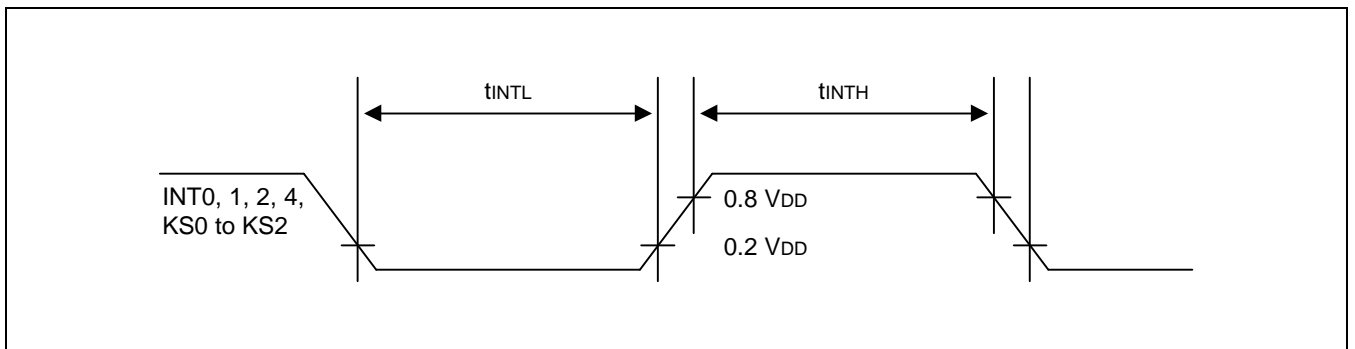 tINTL
tINTH
INT0, 1, 2, 4,
KS0 to KS2
0.8 VDD
0.2 VDD